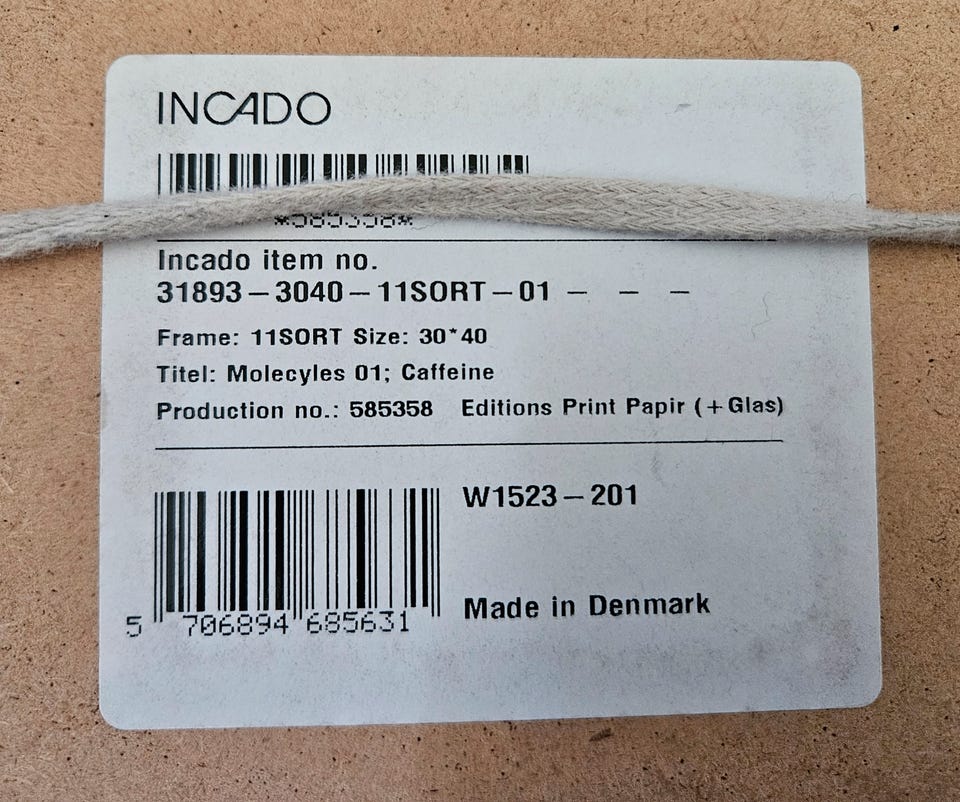 INCADO
*585358*
Incado item no.
31893-3040-11SORT-01 - - -
Frame: 11SORT Size: 30*40
Titel: Molecyles 01; Caffeine
Production no.: 585358 Editions Print Papir (+Glas)
W1523-201
Made in Denmark
5 706894 685631